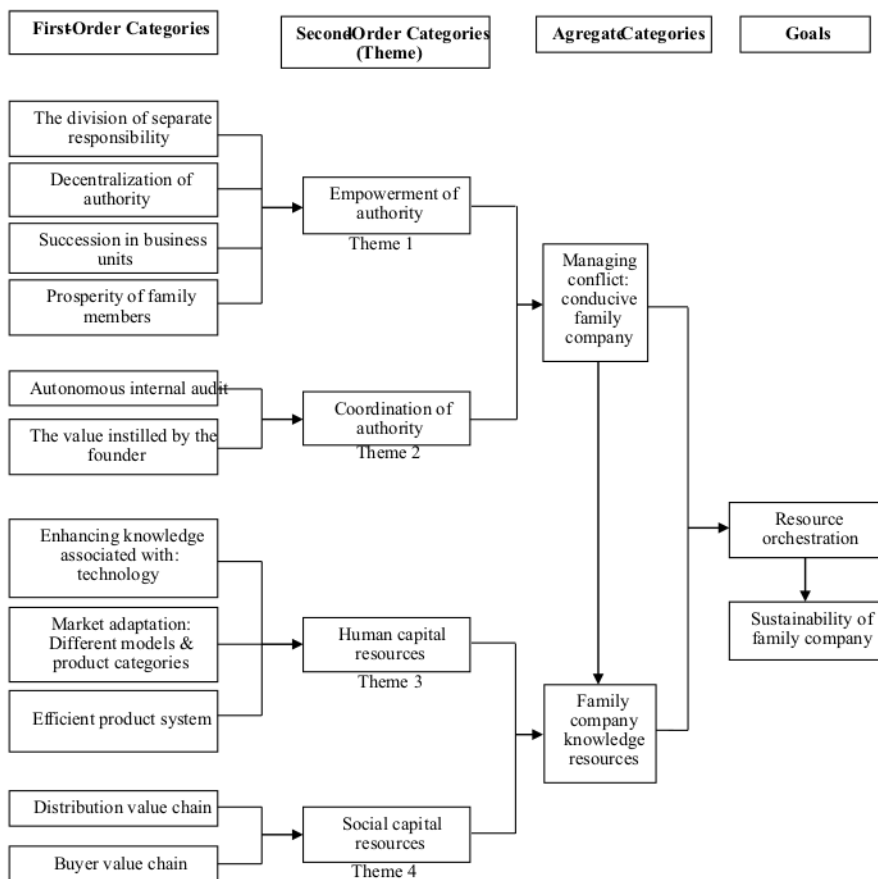 First-Order Categories
Second-Order Categories
(Theme)
Agregate Categories
Goals
The division of separate
responsibility
Decentralization of
authority
Succession in business
units
Prosperity of family
members
Empowerment of
authority
Theme 1
Managing
conflict:
conducive
family
company
Autonomous internal audit
The value instilled by the
founder
Coordination of
authority
Theme 2
Enhancing knowledge
associated with:
technology
Market adaptation:
Different models &
product categories
Efficient product system
Human capital
resources
Theme 3
Family
company
knowledge
resources
Resource
orchestration
Sustainability of
family company
Distribution value chain
Buyer value chain
Social capital
resources
Theme 4